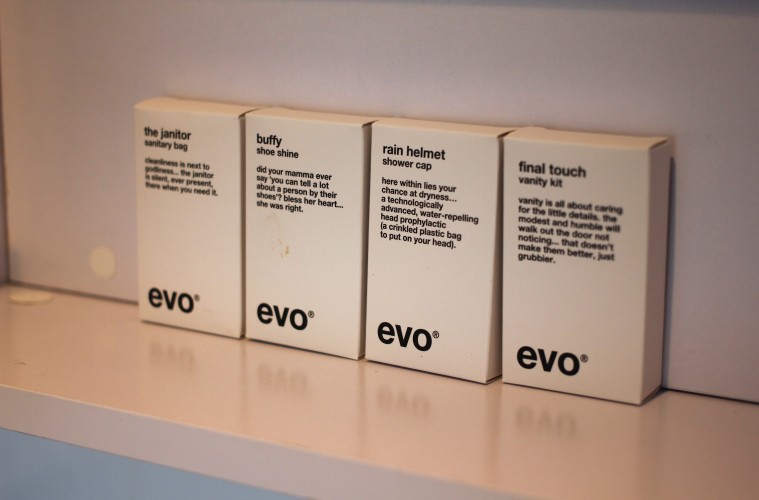 the janitor
sanitary bag
cleanliness is next to
godliness... the janitor
is silent, ever present,
there when you need it.
evo®
buffy
shoe shine
did your mamma ever
say 'you can tell a lot
about a person by their
shoes'? bless her heart...
she was right.
evo®
rain helmet
shower cap
here within lies your
chance at dryness...
a technologically
advanced, water-repelling
head prophylactic
(a crinkled plastic bag
to put on your head).
evo®
final touch
vanity kit
vanity is all about caring
for the little details. the
modest and humble will
walk out the door not
noticing... that doesn't
make them better, just
grubbier.
evo®